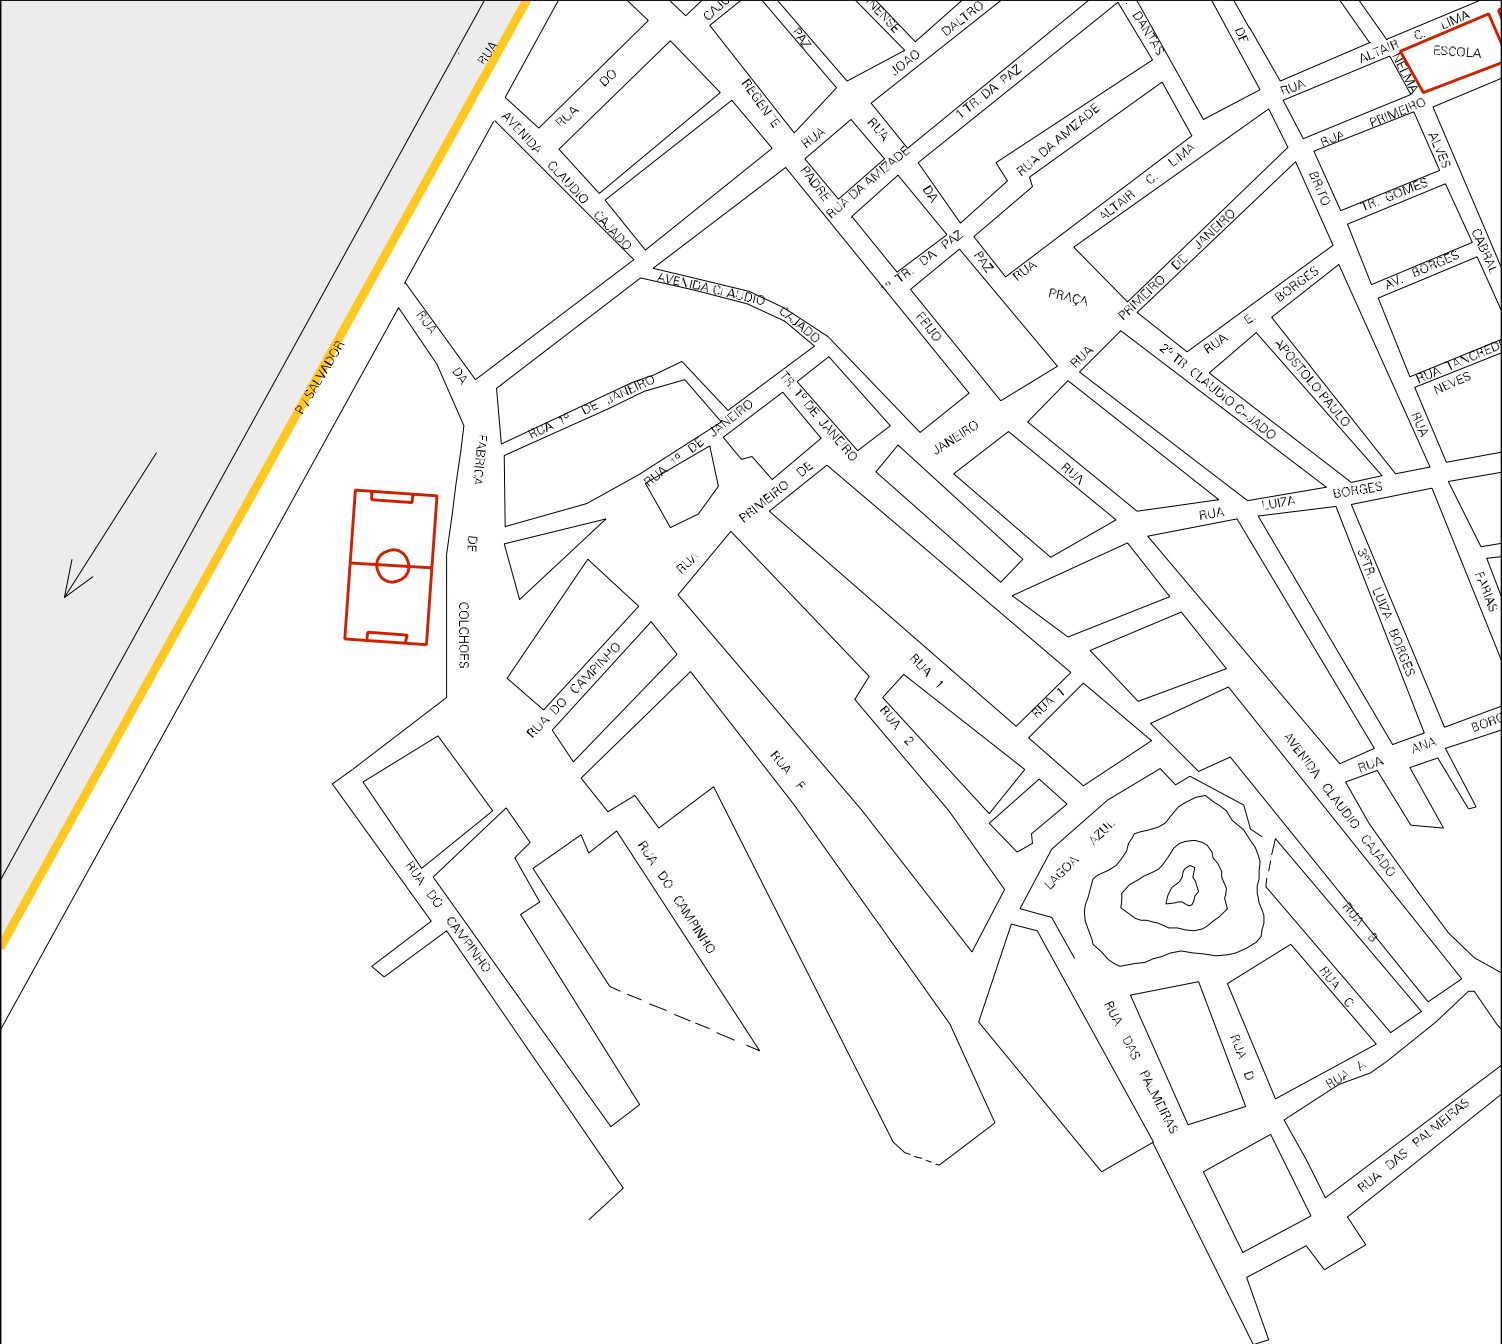 RUA
P/ SALVADOR
RUA DO
AVENIDA CLAUDIO CAJADO
PAZ
REGENTE
PADRE
FEIJO
JOAO DALTRO
DANTAS
1 TR. DA PAZ
RUA DA AMIZADE
RUA
RUA
DA
PAZ
RUA DA AMIZADE
TR. DA PAZ
RUA
ALTAIR C. LIMA
RUA
ALTAIR C. LIMA
ESCOLA
RUA PRIMEIRO
BRITO
ALVES
CABRAL
TR. GOMES
AV. BORGES
RUA TANCREDO
NEVES
PRAÇA
PRIMEIRO DE JANEIRO
RUA E. BORGES
2º TR. CLAUDIO CAJADO
APOSTOLO PAULO
RUA
FARIAS
AVENIDA CLAUDIO CAJADO
RUA DA FABRICA DE COLCHOES
RUA 1º DE JANEIRO
RUA 1º DE JANEIRO
TR. 1º DE JANEIRO
RUA PRIMEIRO DE JANEIRO
RUA
RUA
RUA LUIZA BORGES
3ºTR. LUIZA BORGES
RUA ANA BORG
RUA DO CAMPINHO
RUA 1
RUA 1
RUA 2
RUA F
AVENIDA CLAUDIO CAJADO
LAGOA AZUL
RUA DO CAMPINHO
RUA DO CAMPINHO
RUA B
RUA C
RUA D
RUA A
RUA DAS PALMEIRAS
RUA DAS PALMEIRAS